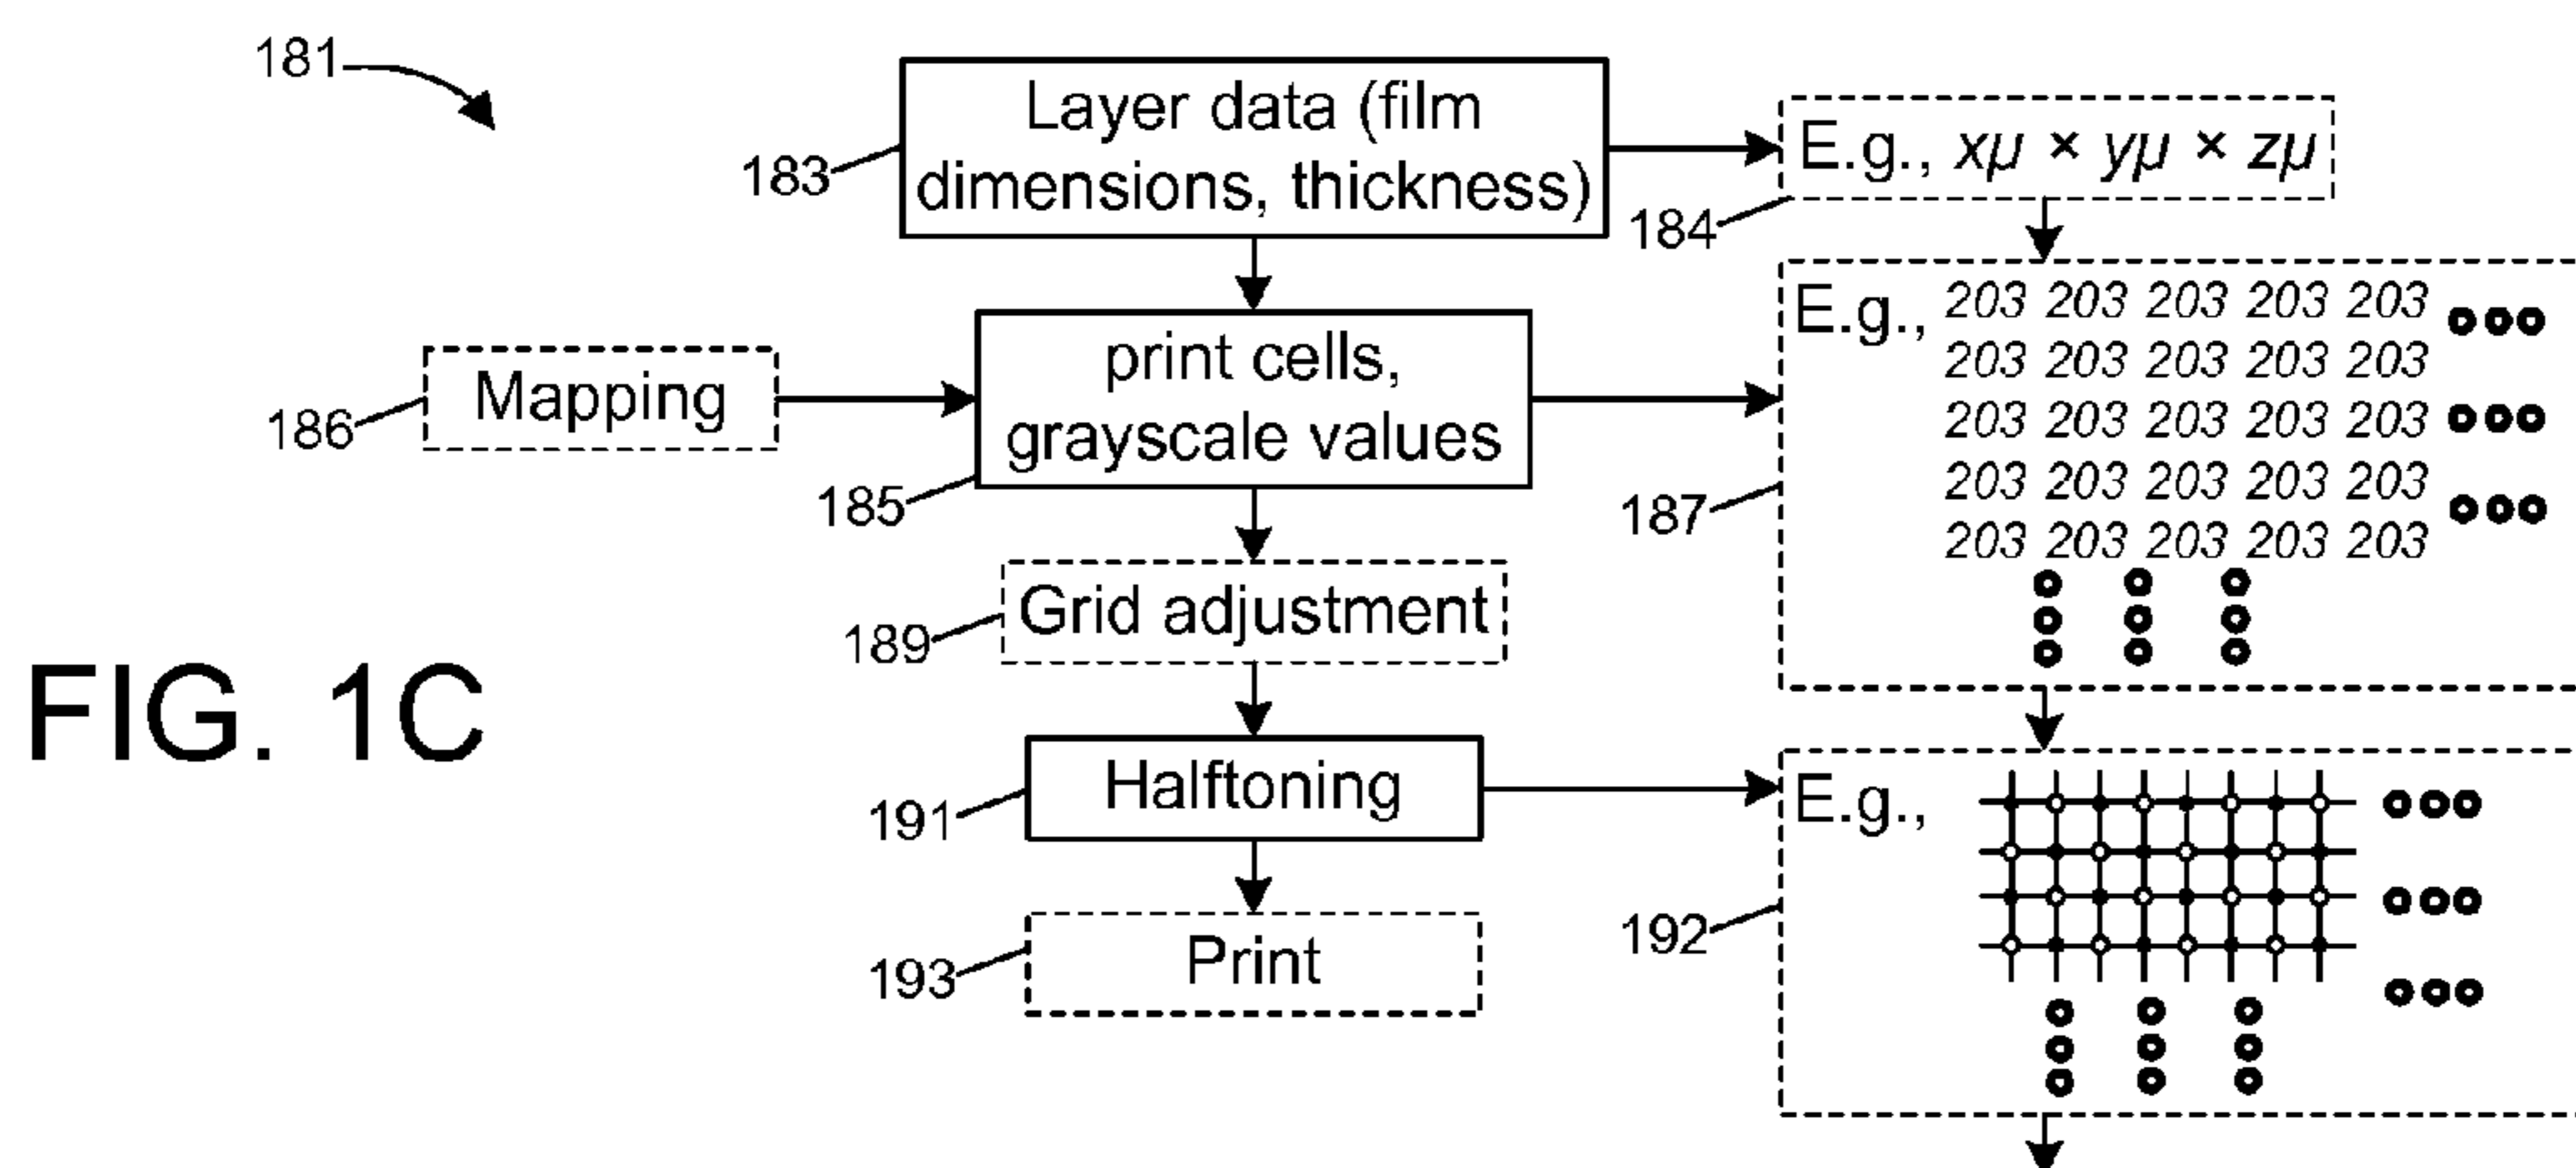 181
Layer data (film
dimensions, thickness)
183
E.g., xμ × yμ × zμ
184
Mapping
186
print cells,
grayscale values
185
E.g., 203 203 203 203 203
203 203 203 203 203
203 203 203 203 203
203 203 203 203 203
203 203 203 203 203
187
Grid adjustment
189
FIG. 1C
Halftoning
191
E.g.,
192
Print
193